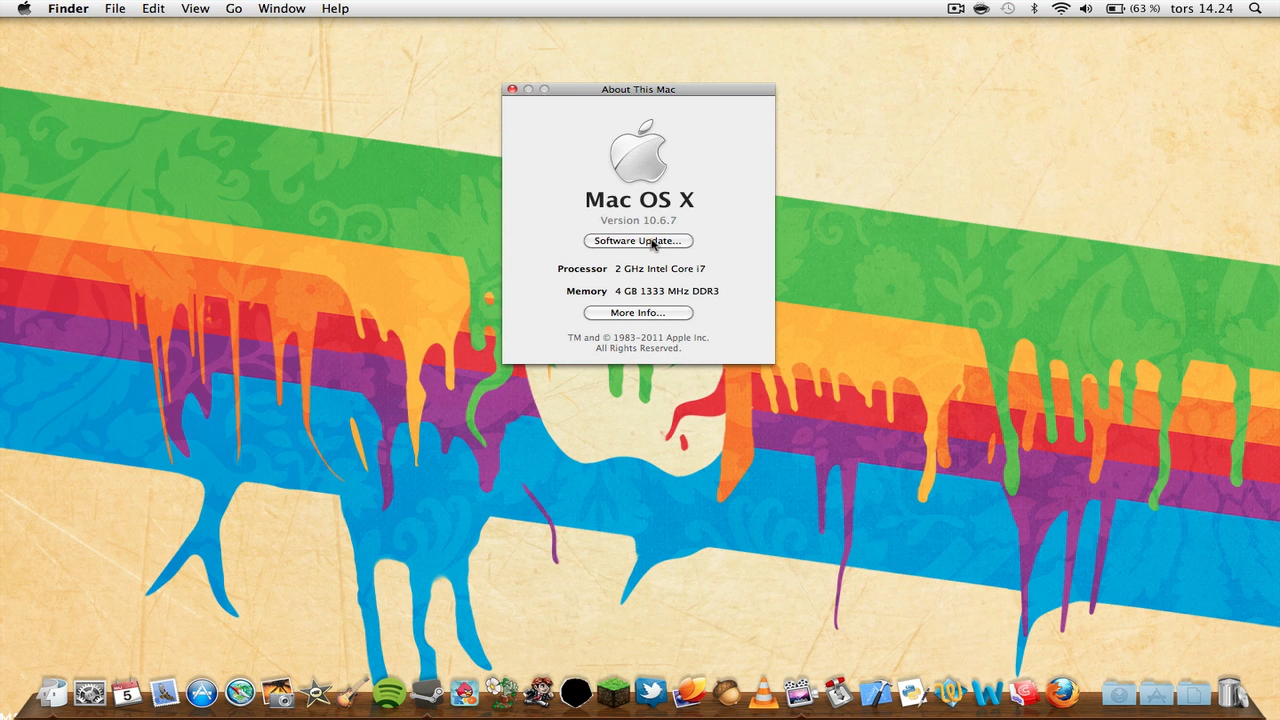 Finder File Edit View Go Window Help (63 %) tors 14.24
About This Mac
Mac OS X
Version 10.6.7
Software Update...
Processor 2 GHz Intel Core i7
Memory 4 GB 1333 MHz DDR3
More Info...
TM and © 1983-2011 Apple Inc.
All Rights Reserved.
5